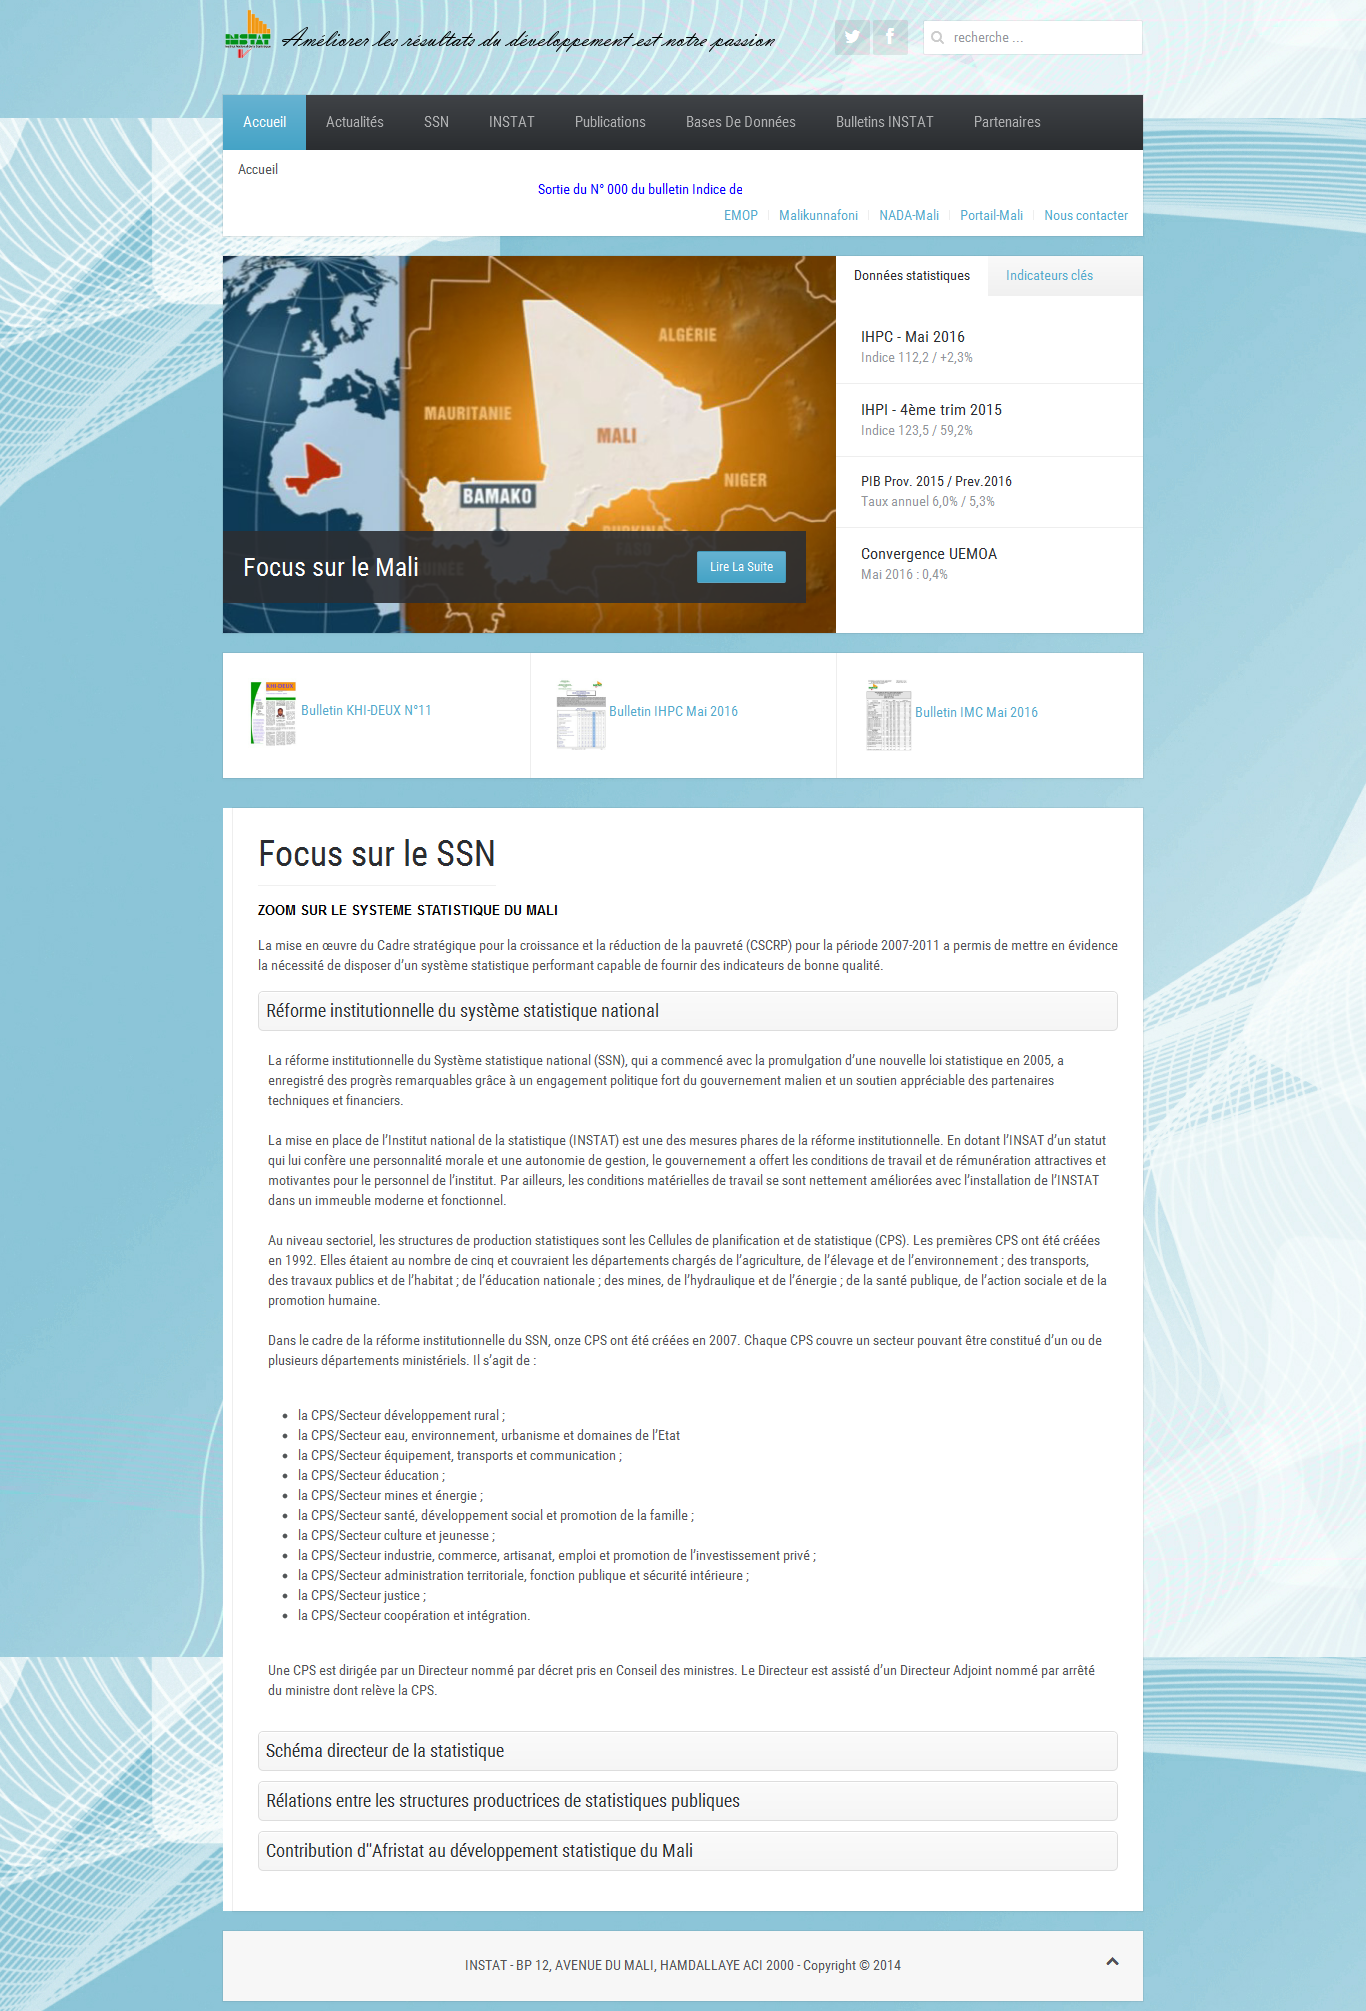 INSTAT
Améliorer les résultats du développement est notre passion
recherche ...
Accueil
Actualités
SSN
INSTAT
Publications
Bases De Données
Bulletins INSTAT
Partenaires
Accueil
Sortie du N° 000 du bulletin Indice de
EMOP
Malikunnafoni
NADA-Mali
Portail-Mali
Nous contacter
ALGÉRIE
MAURITANIE
MALI
NIGER
BAMAKO
BURKINA
FASO
Focus sur le Mali
Lire La Suite
Données statistiques
Indicateurs clés
IHPC - Mai 2016
Indice 112,2 / +2,3%
IHPI - 4ème trim 2015
Indice 123,5 / 59,2%
PIB Prov. 2015 / Prev.2016
Taux annuel 6,0% / 5,3%
Convergence UEMOA
Mai 2016 : 0,4%
KHI-DEUX
Bulletin KHI-DEUX N°11
Bulletin IHPC Mai 2016
Bulletin IMC Mai 2016
Focus sur le SSN
ZOOM SUR LE SYSTEME STATISTIQUE DU MALI
La mise en œuvre du Cadre stratégique pour la croissance et la réduction de la pauvreté (CSCRP) pour la période 2007-2011 a permis de mettre en évidence
la nécessité de disposer d’un système statistique performant capable de fournir des indicateurs de bonne qualité.
Réforme institutionnelle du système statistique national
La réforme institutionnelle du Système statistique national (SSN), qui a commencé avec la promulgation d’une nouvelle loi statistique en 2005, a
enregistré des progrès remarquables grâce à un engagement politique fort du gouvernement malien et un soutien appréciable des partenaires
techniques et financiers.
La mise en place de l’Institut national de la statistique (INSTAT) est une des mesures phares de la réforme institutionnelle. En dotant l’INSAT d’un statut
qui lui confère une personnalité morale et une autonomie de gestion, le gouvernement a offert les conditions de travail et de rémunération attractives et
motivantes pour le personnel de l’institut. Par ailleurs, les conditions matérielles de travail se sont nettement améliorées avec l’installation de l’INSTAT
dans un immeuble moderne et fonctionnel.
Au niveau sectoriel, les structures de production statistiques sont les Cellules de planification et de statistique (CPS). Les premières CPS ont été créées
en 1992. Elles étaient au nombre de cinq et couvraient les départements chargés de l’agriculture, de l’élevage et de l’environnement ; des transports,
des travaux publics et de l’habitat ; de l’éducation nationale ; des mines, de l’hydraulique et de l’énergie ; de la santé publique, de l’action sociale et de la
promotion humaine.
Dans le cadre de la réforme institutionnelle du SSN, onze CPS ont été créées en 2007. Chaque CPS couvre un secteur pouvant être constitué d’un ou de
plusieurs départements ministériels. Il s’agit de :
• la CPS/Secteur développement rural ;
• la CPS/Secteur eau, environnement, urbanisme et domaines de l’Etat
• la CPS/Secteur équipement, transports et communication ;
• la CPS/Secteur éducation ;
• la CPS/Secteur mines et énergie ;
• la CPS/Secteur santé, développement social et promotion de la famille ;
• la CPS/Secteur culture et jeunesse ;
• la CPS/Secteur industrie, commerce, artisanat, emploi et promotion de l’investissement privé ;
• la CPS/Secteur administration territoriale, fonction publique et sécurité intérieure ;
• la CPS/Secteur justice ;
• la CPS/Secteur coopération et intégration.
Une CPS est dirigée par un Directeur nommé par décret pris en Conseil des ministres. Le Directeur est assisté d’un Directeur Adjoint nommé par arrêté
du ministre dont relève la CPS.
Schéma directeur de la statistique
Rélations entre les structures productrices de statistiques publiques
Contribution d''Afristat au développement statistique du Mali
INSTAT - BP 12, AVENUE DU MALI, HAMDALLAYE ACI 2000 - Copyright © 2014